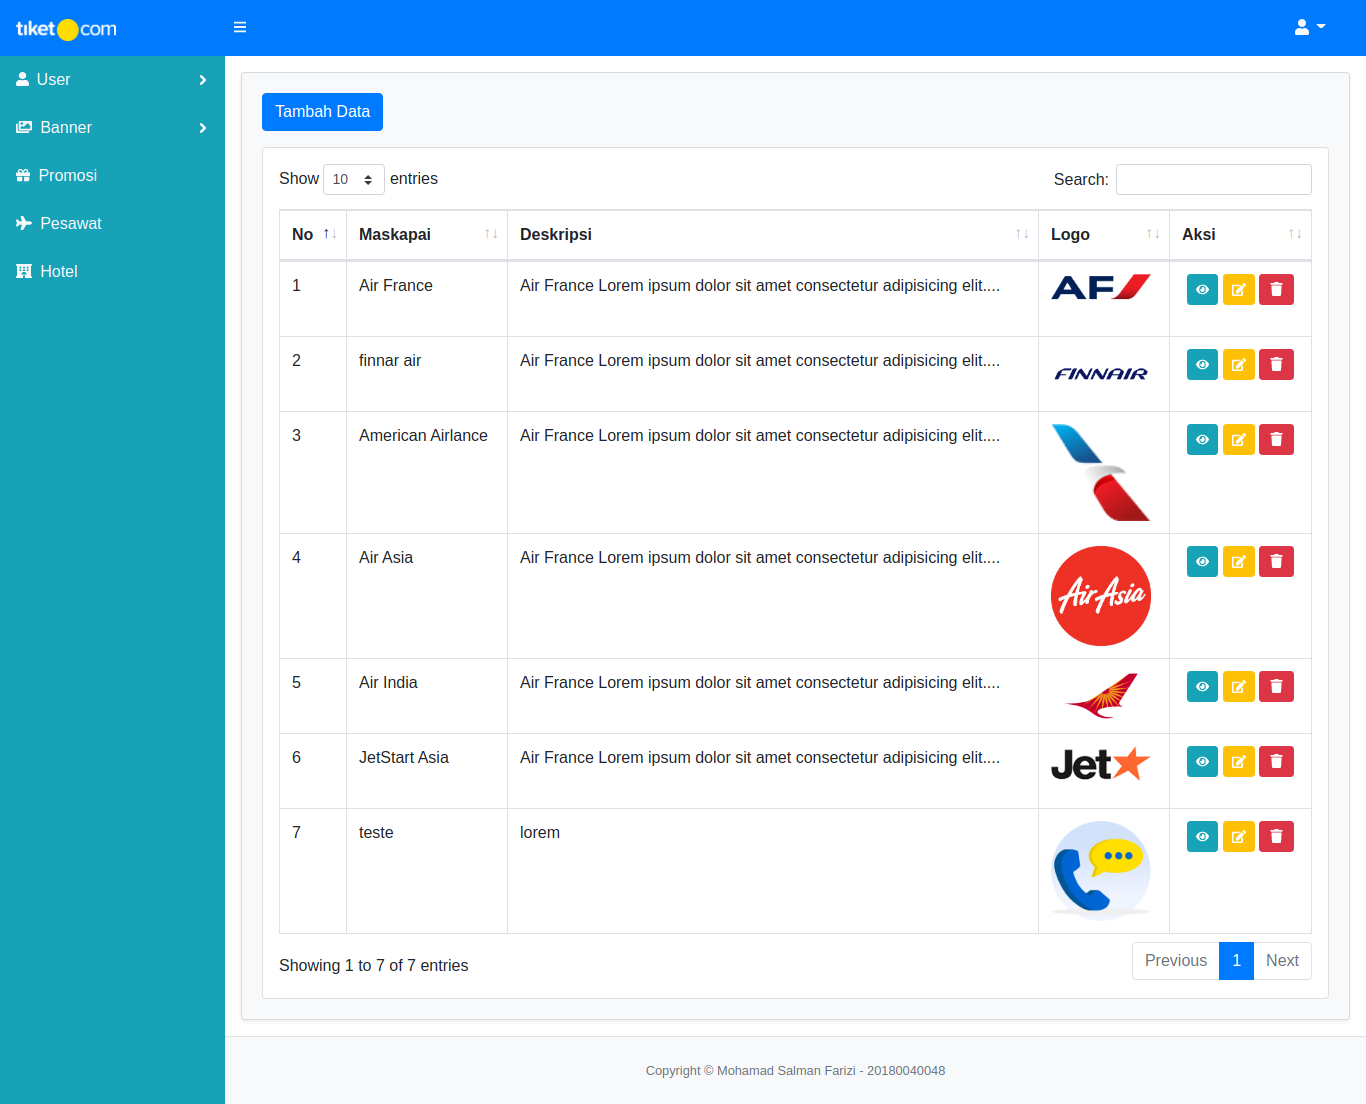 tiket com
User
Banner
Promosi
Pesawat
Hotel
Tambah Data
Show 10 entries
Search:
No Maskapai Deskripsi Logo Aksi
1 Air France Air France Lorem ipsum dolor sit amet consectetur adipisicing elit.... AF
2 finnar air Air France Lorem ipsum dolor sit amet consectetur adipisicing elit.... FINNAIR
3 American Airlance Air France Lorem ipsum dolor sit amet consectetur adipisicing elit....
4 Air Asia Air France Lorem ipsum dolor sit amet consectetur adipisicing elit.... AirAsia
5 Air India Air France Lorem ipsum dolor sit amet consectetur adipisicing elit....
6 JetStart Asia Air France Lorem ipsum dolor sit amet consectetur adipisicing elit.... Jet
7 teste lorem
Showing 1 to 7 of 7 entries
Previous 1 Next
Copyright © Mohamad Salman Farizi - 20180040048